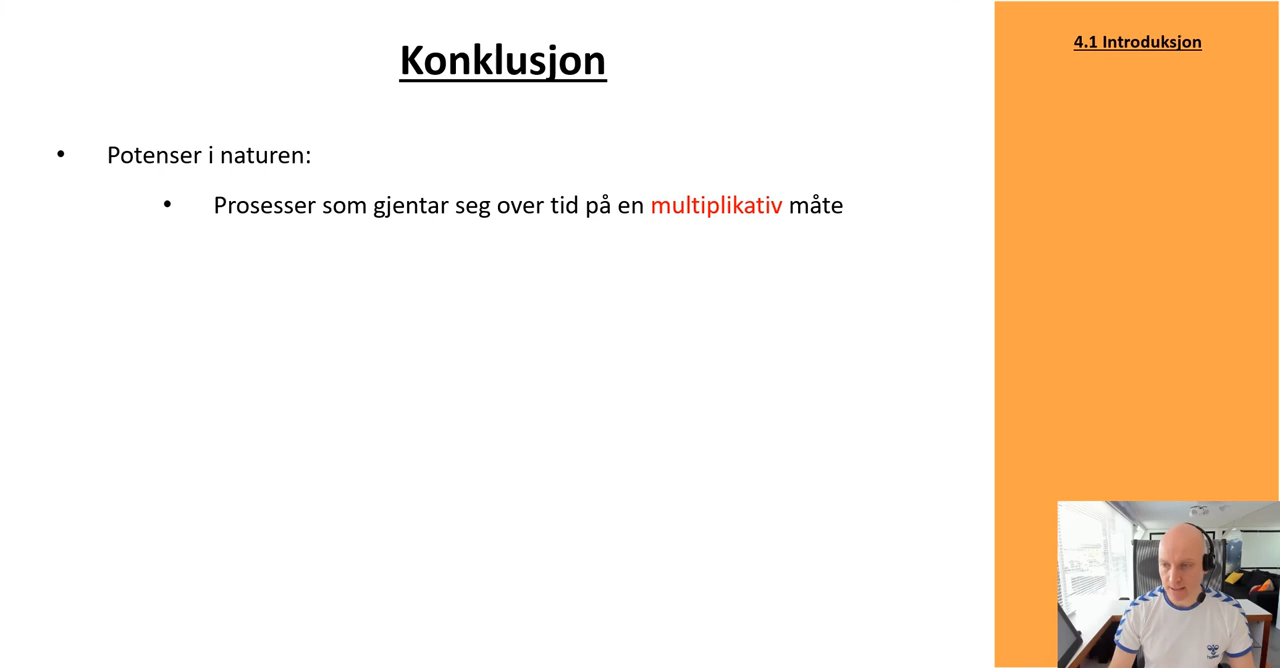 Konklusjon
4.1 Introduksjon
• Potenser i naturen:
• Prosesser som gjentar seg over tid på en multiplikativ måte